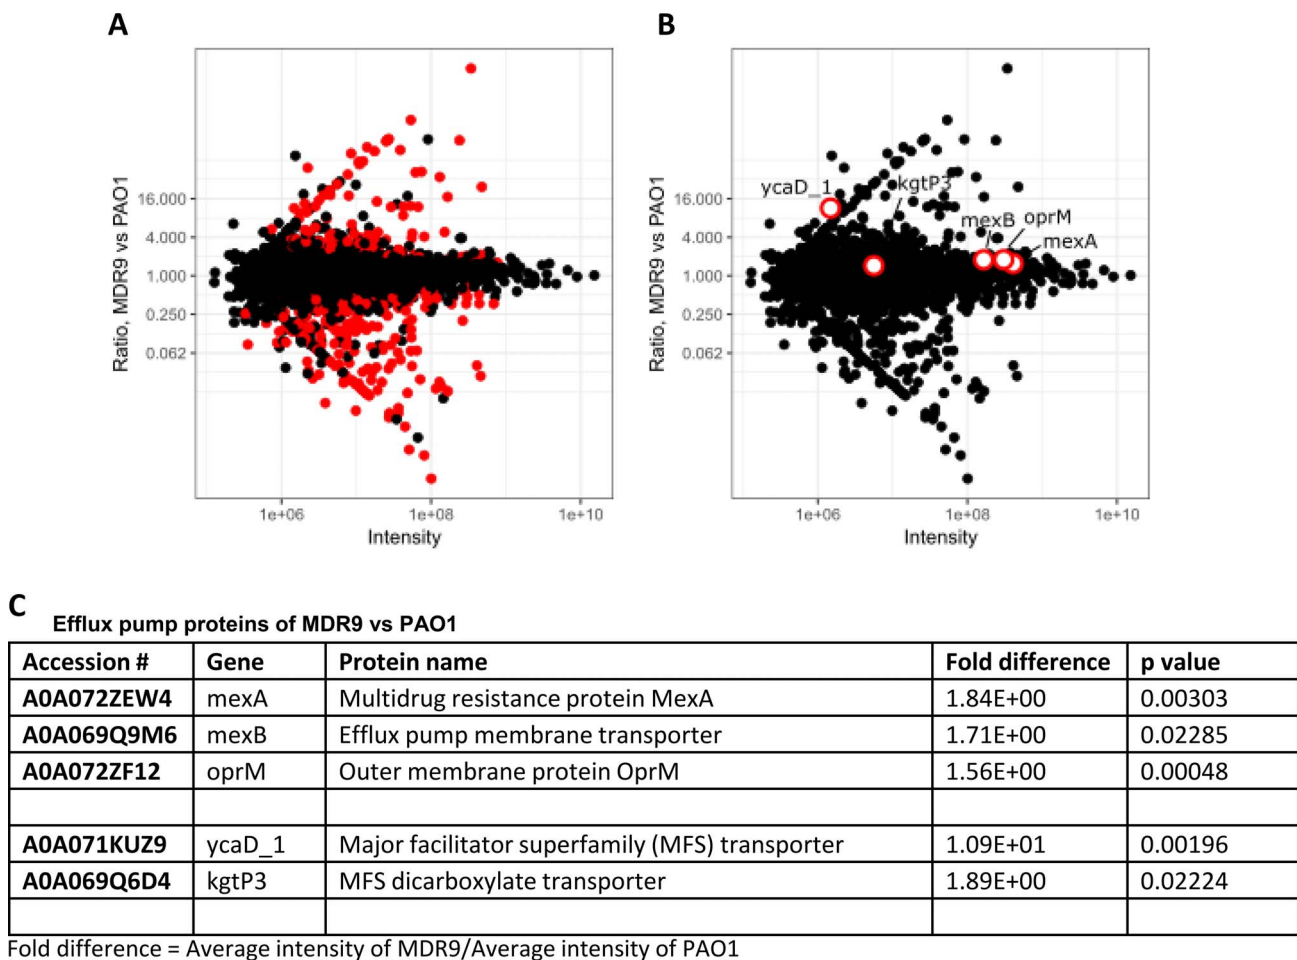 A
B
Ratio, MDR9 vs PAO1
16.000
4.000
1.000
0.250
0.062
1e+06
1e+08
1e+10
Intensity
Ratio, MDR9 vs PAO1
16.000
4.000
1.000
0.250
0.062
ycaD_1
kgtP3
mexB
oprM
mexA
1e+06
1e+08
1e+10
Intensity
C
Efflux pump proteins of MDR9 vs PAO1
Accession # Gene Protein name Fold difference p value
A0A072ZEW4 mexA Multidrug resistance protein MexA 1.84E+00 0.00303
A0A069Q9M6 mexB Efflux pump membrane transporter 1.71E+00 0.02285
A0A072ZF12 oprM Outer membrane protein OprM 1.56E+00 0.00048
A0A071KUZ9 ycaD_1 Major facilitator superfamily (MFS) transporter 1.09E+01 0.00196
A0A069Q6D4 kgtP3 MFS dicarboxylate transporter 1.89E+00 0.02224
Fold difference = Average intensity of MDR9/Average intensity of PAO1